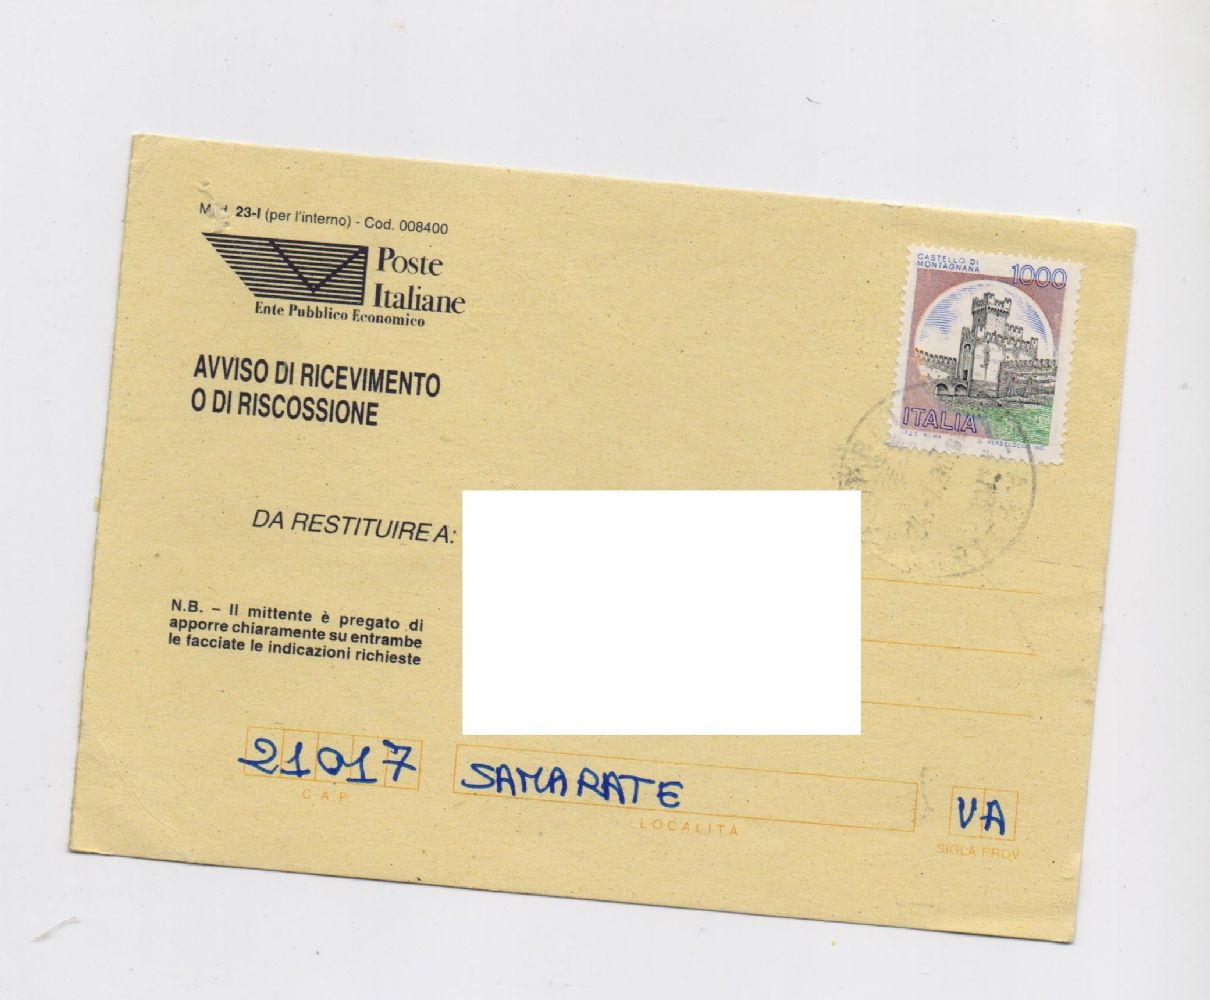 Mod. 23-I (per l'interno) - Cod. 008400
Poste
Italiane
Ente Pubblico Economico
CASTELLO DI
MONTAGNANA
1000
ITALIA
I.P.Z.S. ROMA
AVVISO DI RICEVIMENTO
O DI RISCOSSIONE
DA RESTITUIRE A:
N.B. – Il mittente è pregato di
apporre chiaramente su entrambe
le facciate le indicazioni richieste
21017
C A P
SAMARATE
LOCALITÀ
VA
SIGLA PROV